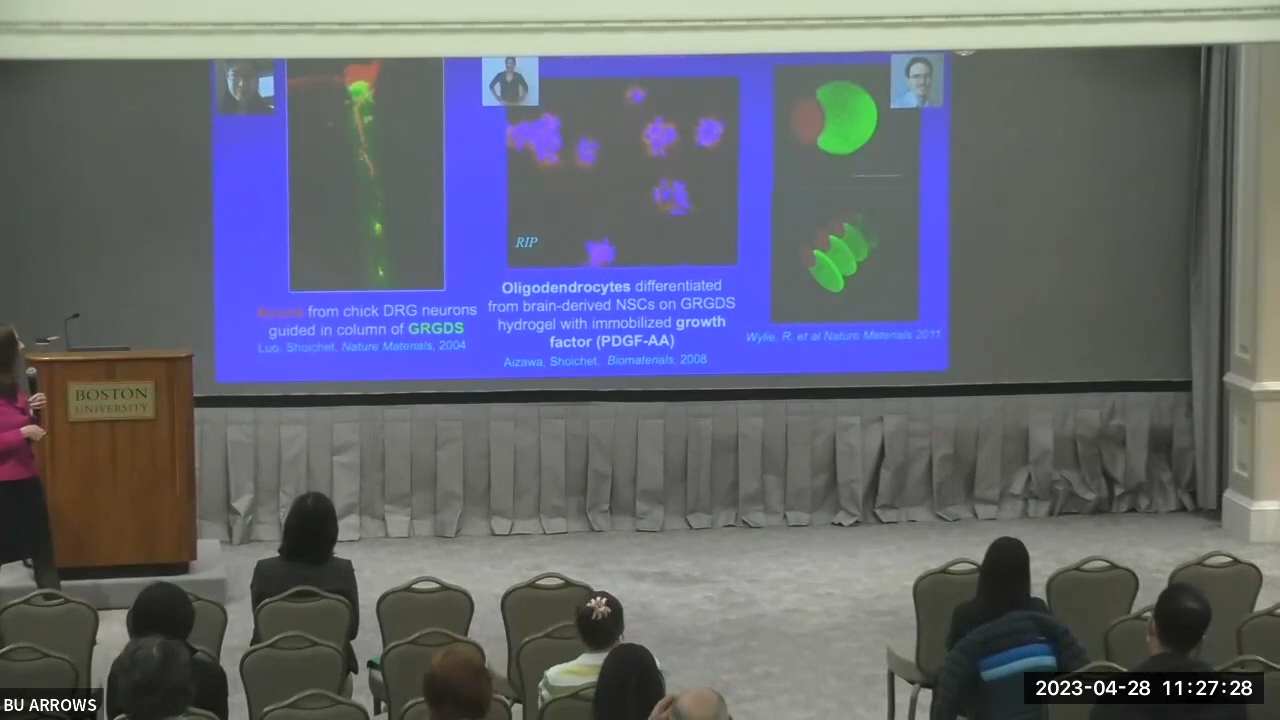 RIP
Axons from chick DRG neurons
guided in column of GRGDS
Luo, Shoichet, Nature Materials, 2004
Oligodendrocytes differentiated
from brain-derived NSCs on GRGDS
hydrogel with immobilized growth
factor (PDGF-AA)
Aizawa, Shoichet, Biomaterials, 2008
Wylie, R. et al Nature Materials 2011
BOSTON
UNIVERSITY
BU ARROWS
2023-04-28 11:27:28